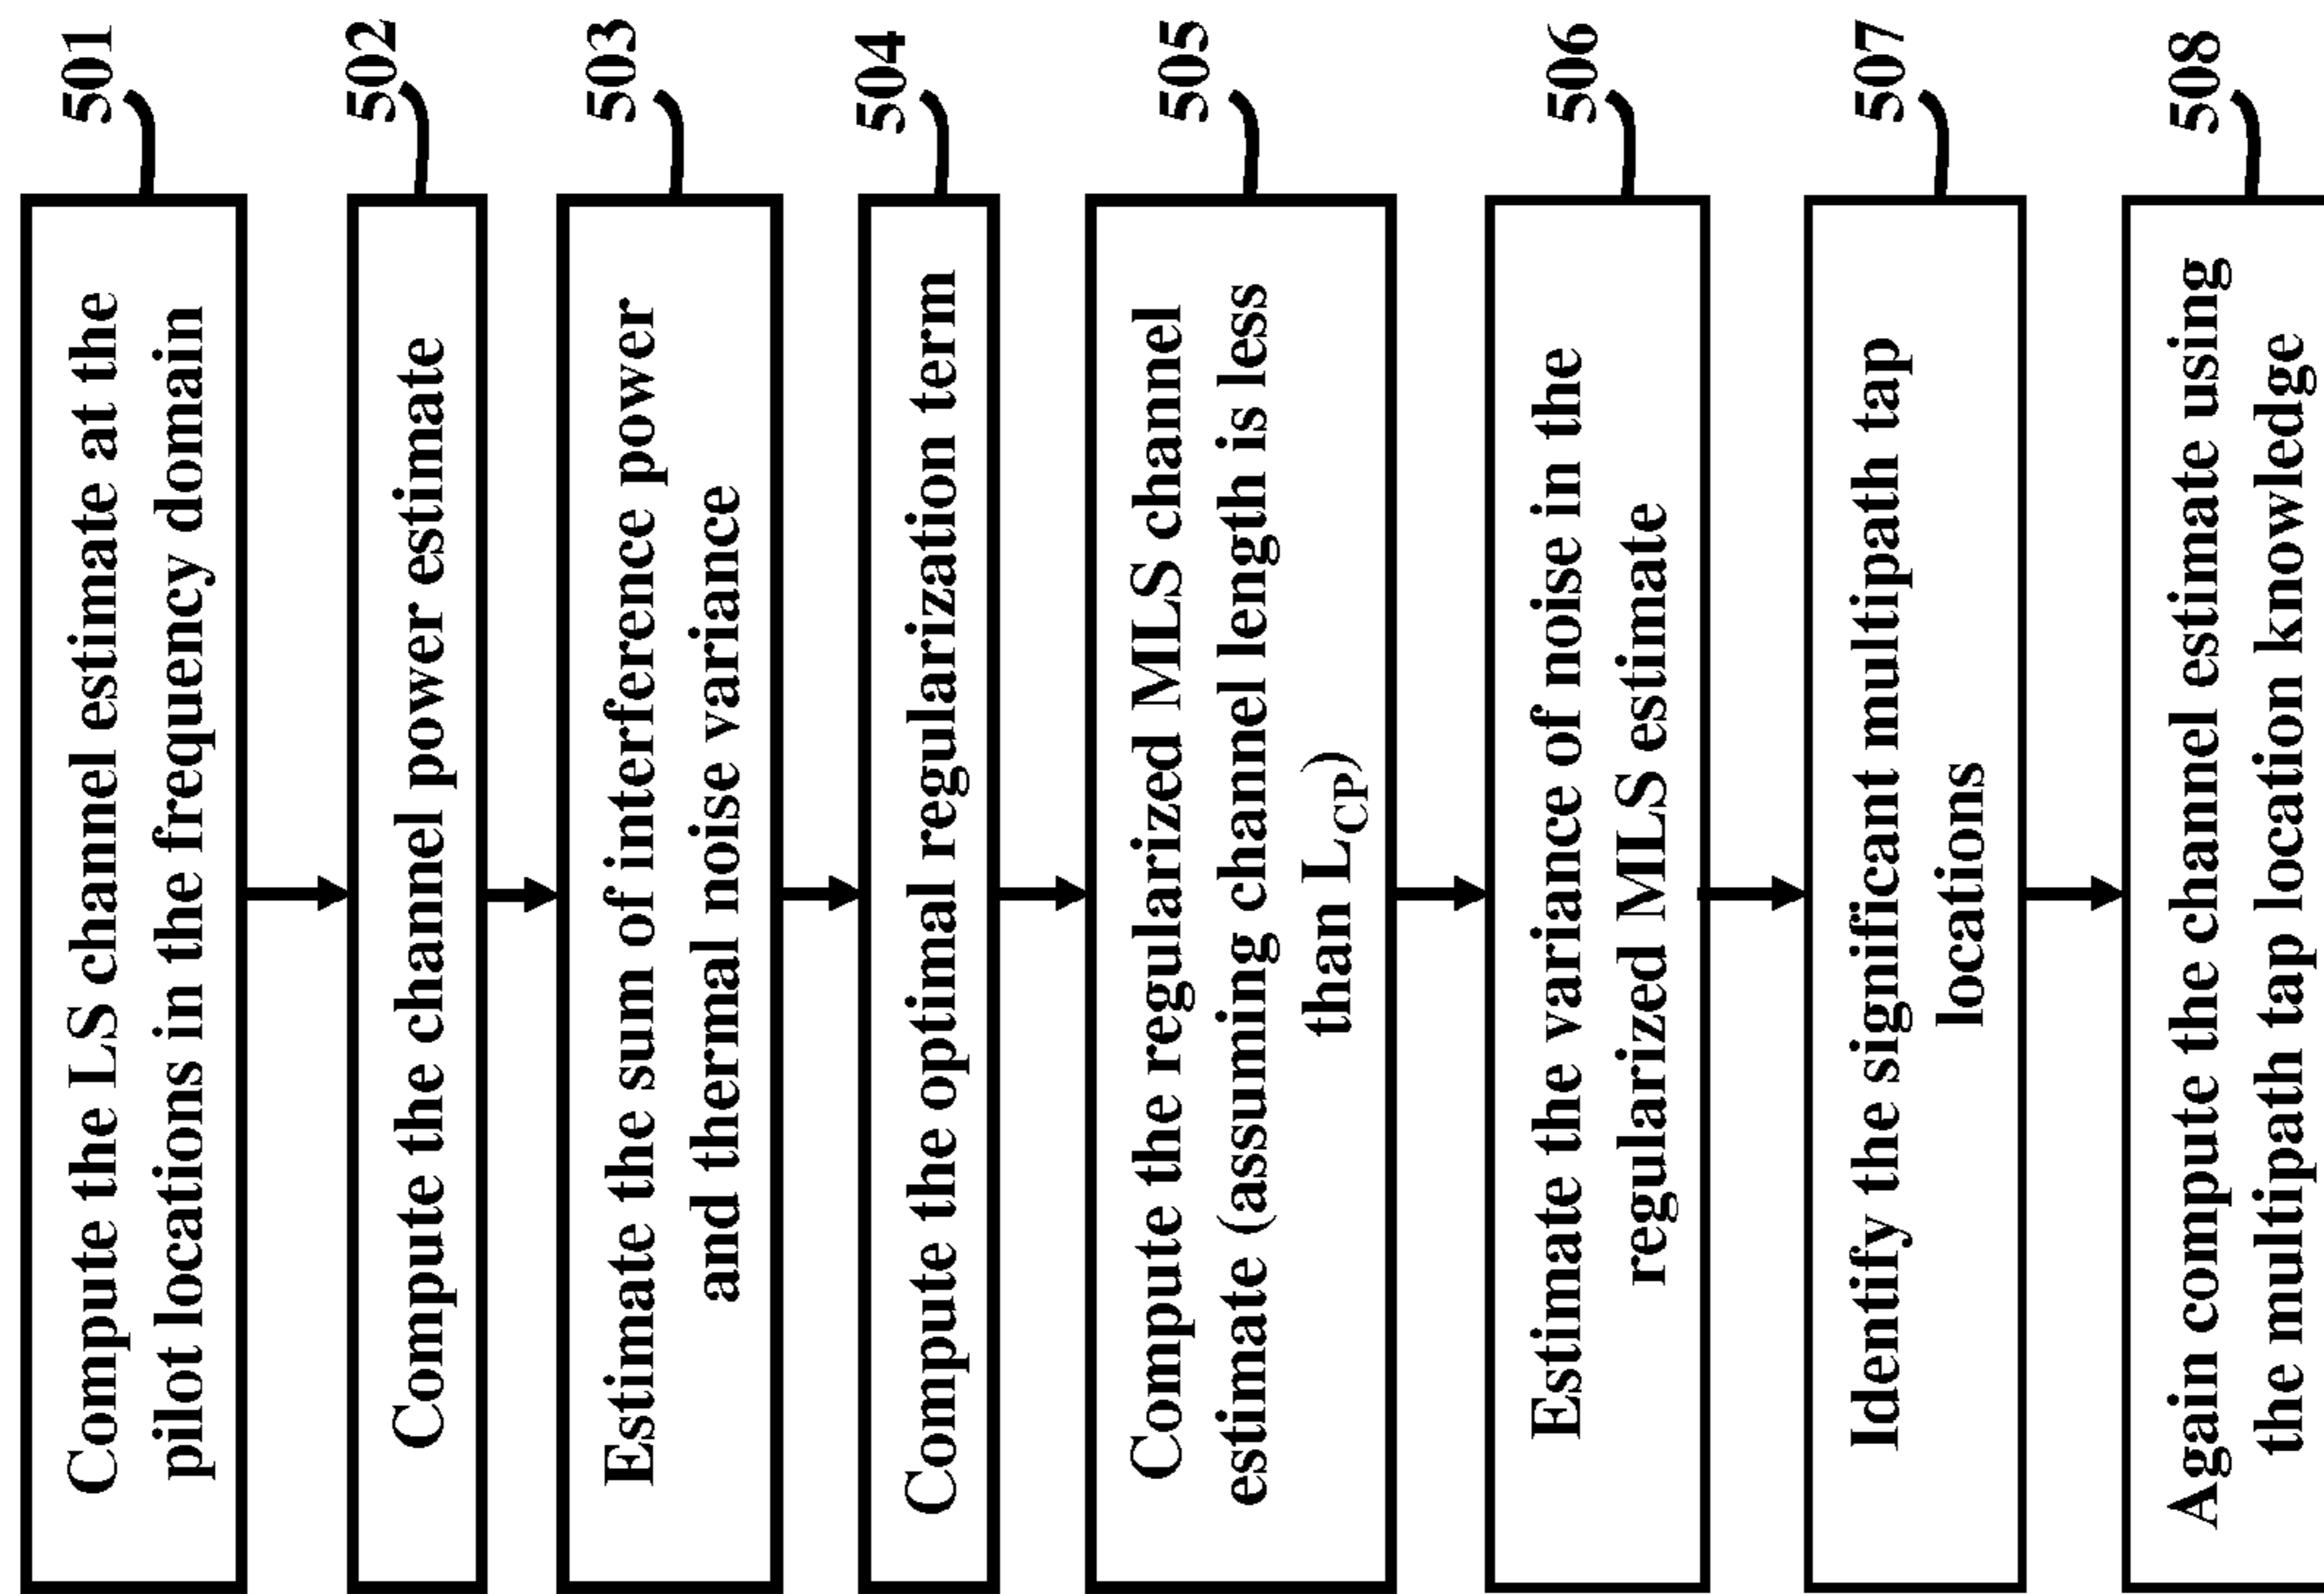 501
Compute the LS channel estimate at the
pilot locations in the frequency domain
502
Compute the channel power estimate
503
Estimate the sum of interference power
and thermal noise variance
504
Compute the optimal regularization term
505
Compute the regularized MLS channel
estimate (assuming channel length is less
than L_CP)
506
Estimate the variance of noise in the
regularized MLS estimate
507
Identify the significant multipath tap
locations
508
Again compute the channel estimate using
the multipath tap location knowledge